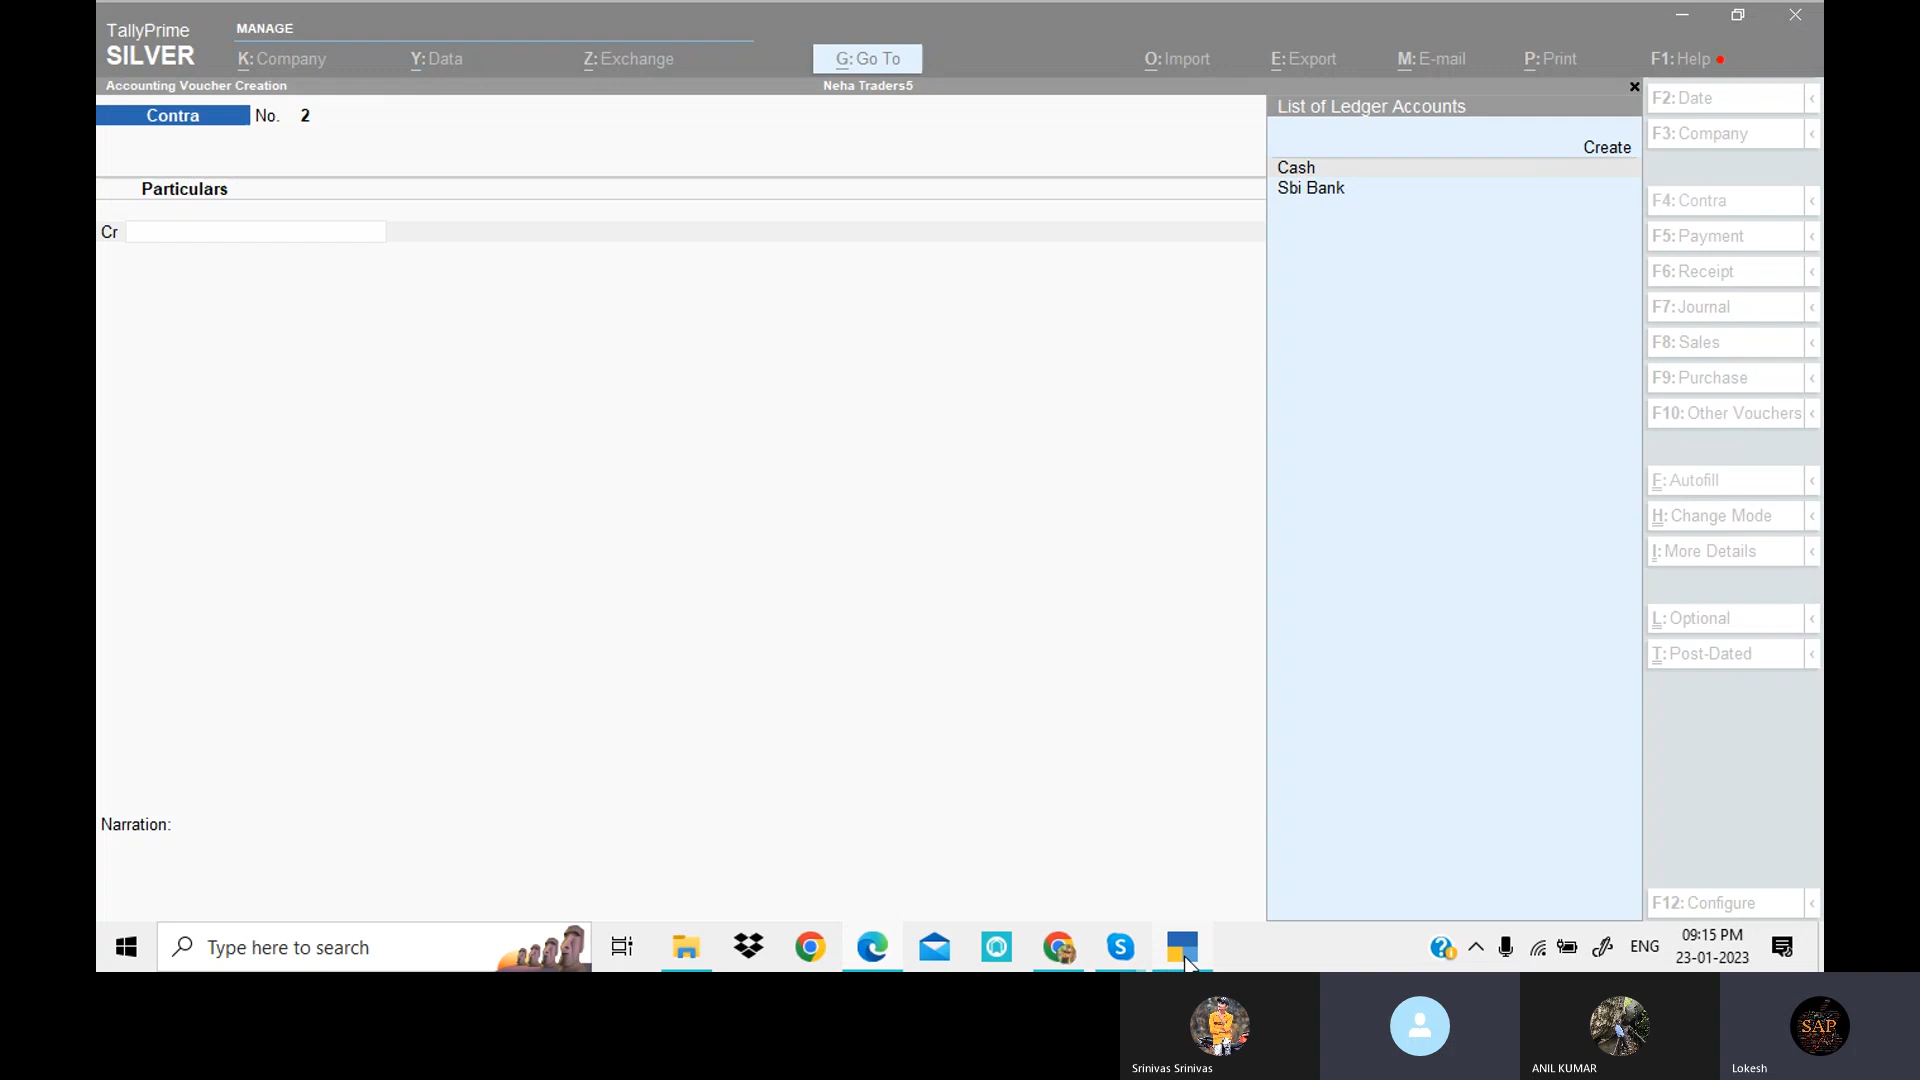 TallyPrime
SILVER
MANAGE
K: Company
Y: Data
Z: Exchange
G: Go To
O: Import
E: Export
M: E-mail
P: Print
F1: Help
Accounting Voucher Creation
Neha Traders5
Contra No. 2
Particulars
Cr
Narration:
List of Ledger Accounts
Create
Cash
Sbi Bank
F2: Date
F3: Company
F4: Contra
F5: Payment
F6: Receipt
F7: Journal
F8: Sales
F9: Purchase
F10: Other Vouchers
F: Autofill
H: Change Mode
I: More Details
L: Optional
T: Post-Dated
F12: Configure
Type here to search
ENG
09:15 PM
23-01-2023
SAP
Srinivas Srinivas
ANIL KUMAR
Lokesh